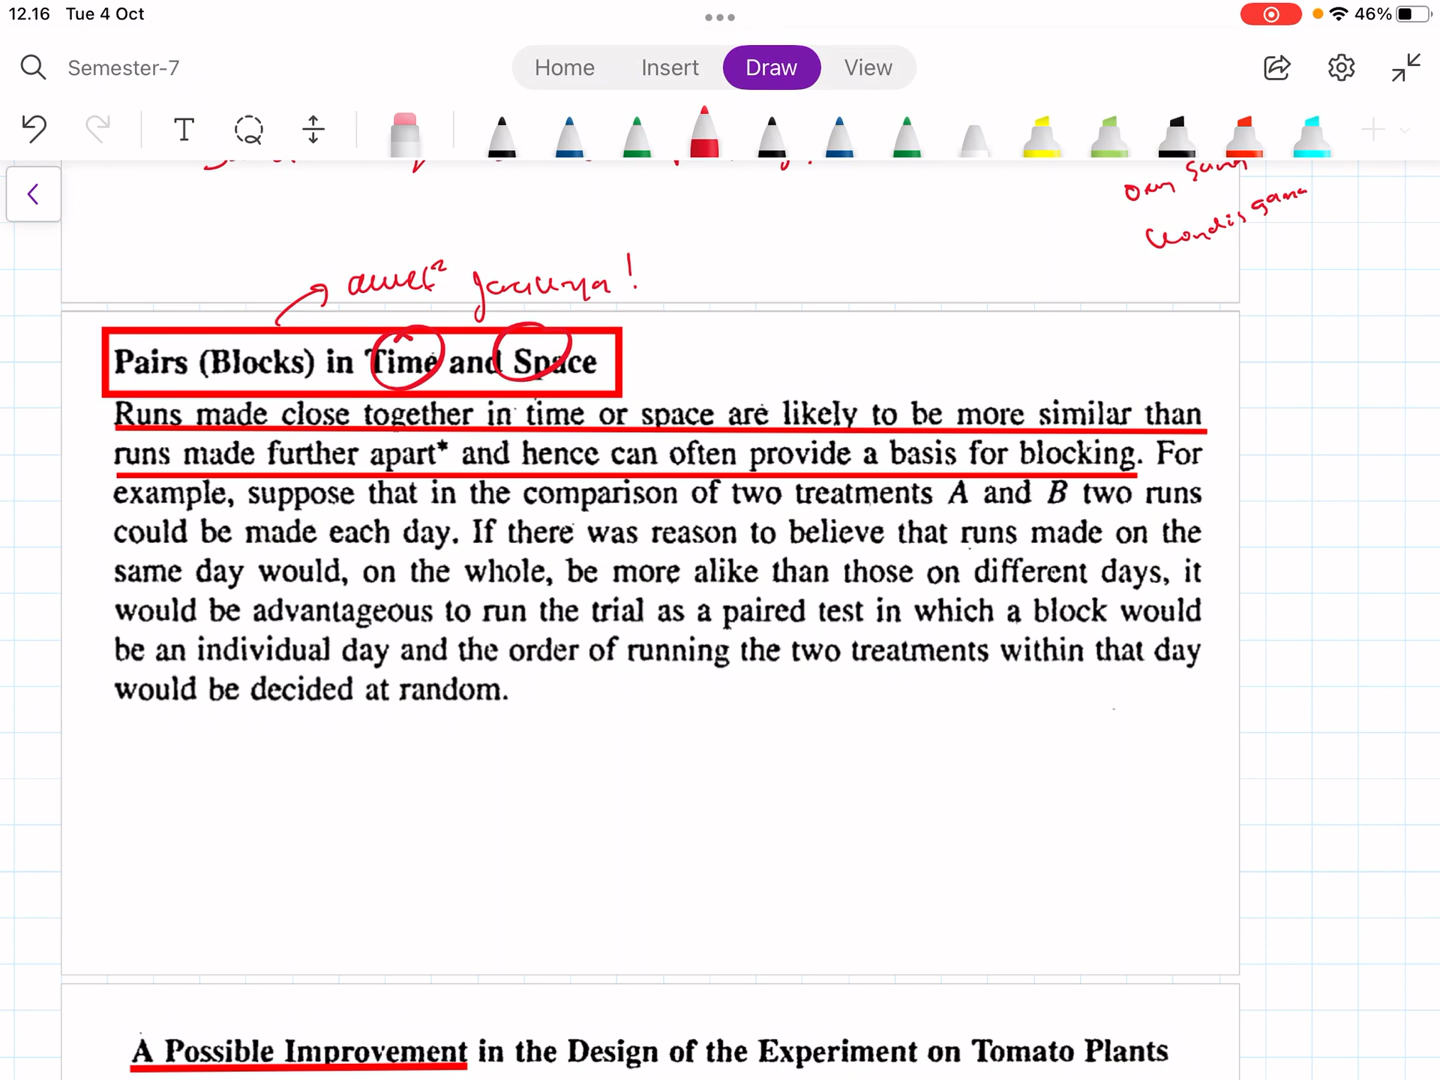 12.16 Tue 4 Oct
46%
Semester-7
Home Insert Draw View
T
Pairs (Blocks) in Time and Space
Runs made close together in time or space are likely to be more similar than
runs made further apart* and hence can often provide a basis for blocking. For
example, suppose that in the comparison of two treatments A and B two runs
could be made each day. If there was reason to believe that runs made on the
same day would, on the whole, be more alike than those on different days, it
would be advantageous to run the trial as a paired test in which a block would
be an individual day and the order of running the two treatments within that day
would be decided at random.
A Possible Improvement in the Design of the Experiment on Tomato Plants